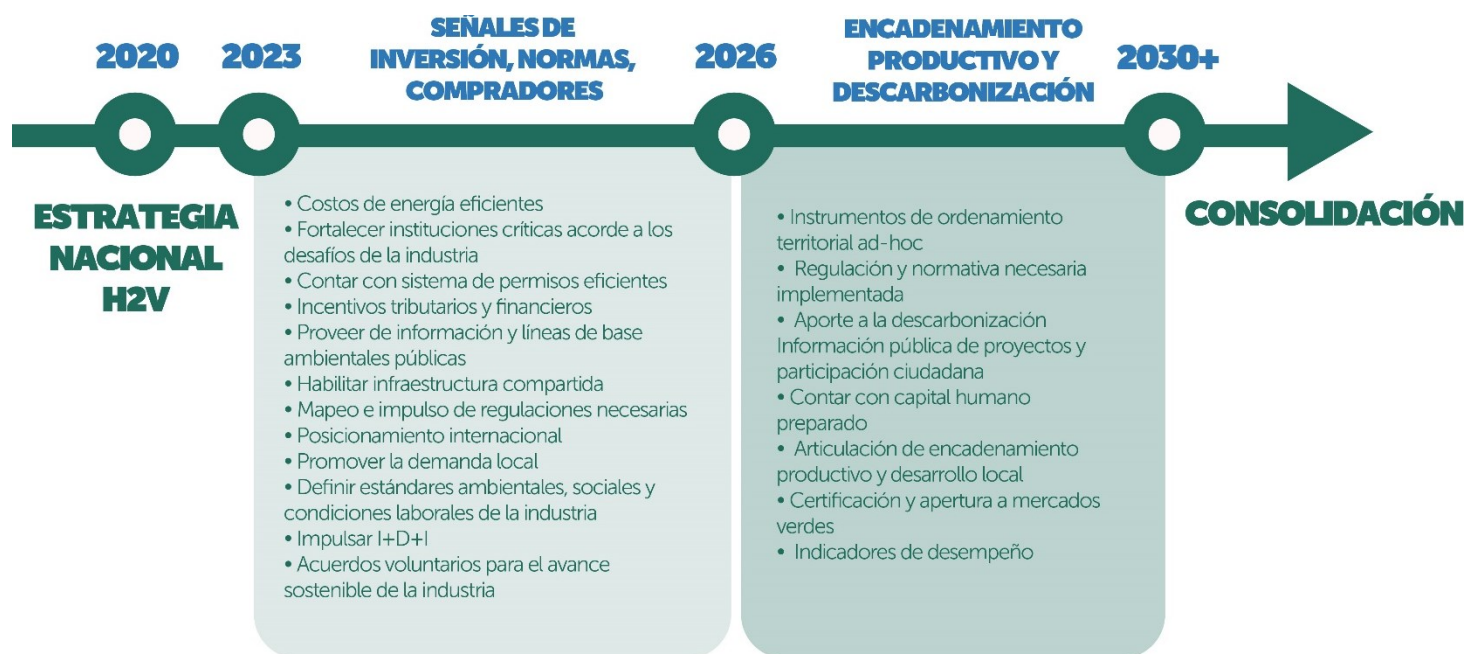 2020
2023
SEÑALES DE
INVERSIÓN, NORMAS,
COMPRADORES
2026
ENCADENAMIENTO
PRODUCTIVO Y
DESCARBONIZACIÓN
2030+
ESTRATEGIA
NACIONAL
H2V
• Costos de energía eficientes
• Fortalecer instituciones críticas acorde a los
desafíos de la industria
• Contar con sistema de permisos eficientes
• Incentivos tributarios y financieros
• Proveer de información y líneas de base
ambientales públicas
• Habilitar infraestructura compartida
• Mapeo e impulso de regulaciones necesarias
• Posicionamiento internacional
• Promover la demanda local
• Definir estándares ambientales, sociales y
condiciones laborales de la industria
• Impulsar I+D+I
• Acuerdos voluntarios para el avance
sostenible de la industria
• Instrumentos de ordenamiento
territorial ad-hoc
• Regulación y normativa necesaria
implementada
• Aporte a la descarbonización
Información pública de proyectos y
participación ciudadana
• Contar con capital humano
preparado
• Articulación de encadenamiento
productivo y desarrollo local
• Certificación y apertura a mercados
verdes
• Indicadores de desempeño
CONSOLIDACIÓN